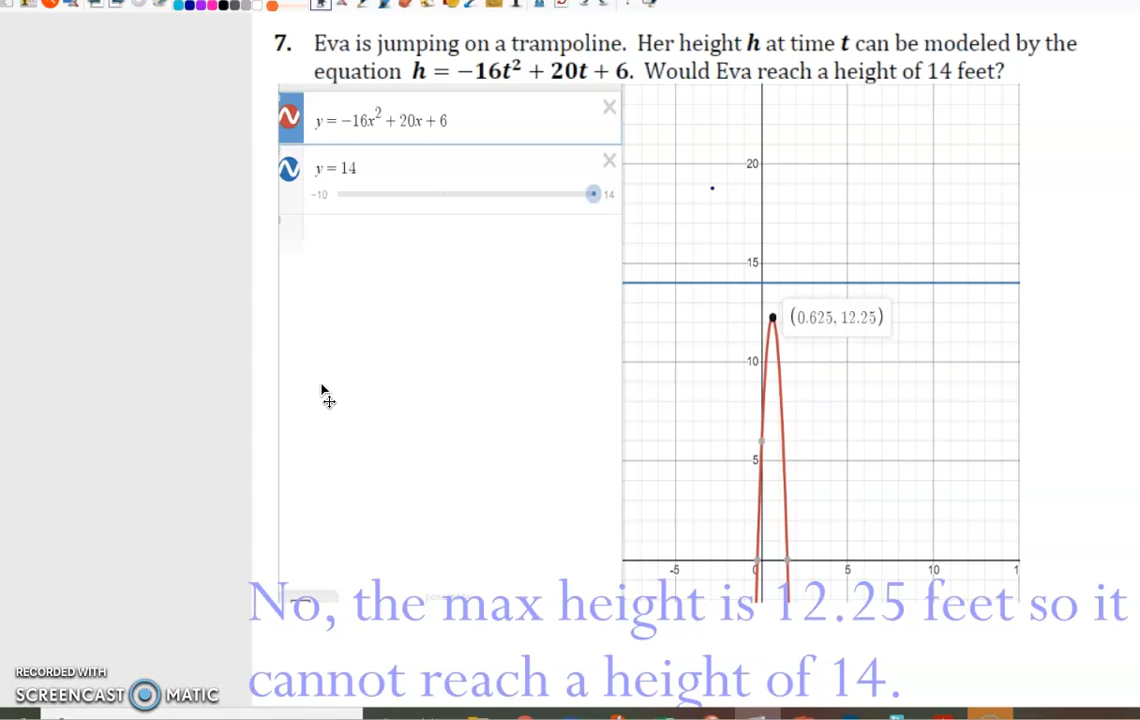 7. Eva is jumping on a trampoline. Her height h at time t can be modeled by the
equation h = −16t² + 20t + 6. Would Eva reach a height of 14 feet?
y = −16x² + 20x + 6
y = 14
-10 14
20
15
(0.625, 12.25)
10
5
-5 0 5 10 1
No, the max height is 12.25 feet so it
cannot reach a height of 14.
RECORDED WITH
SCREENCAST MATIC